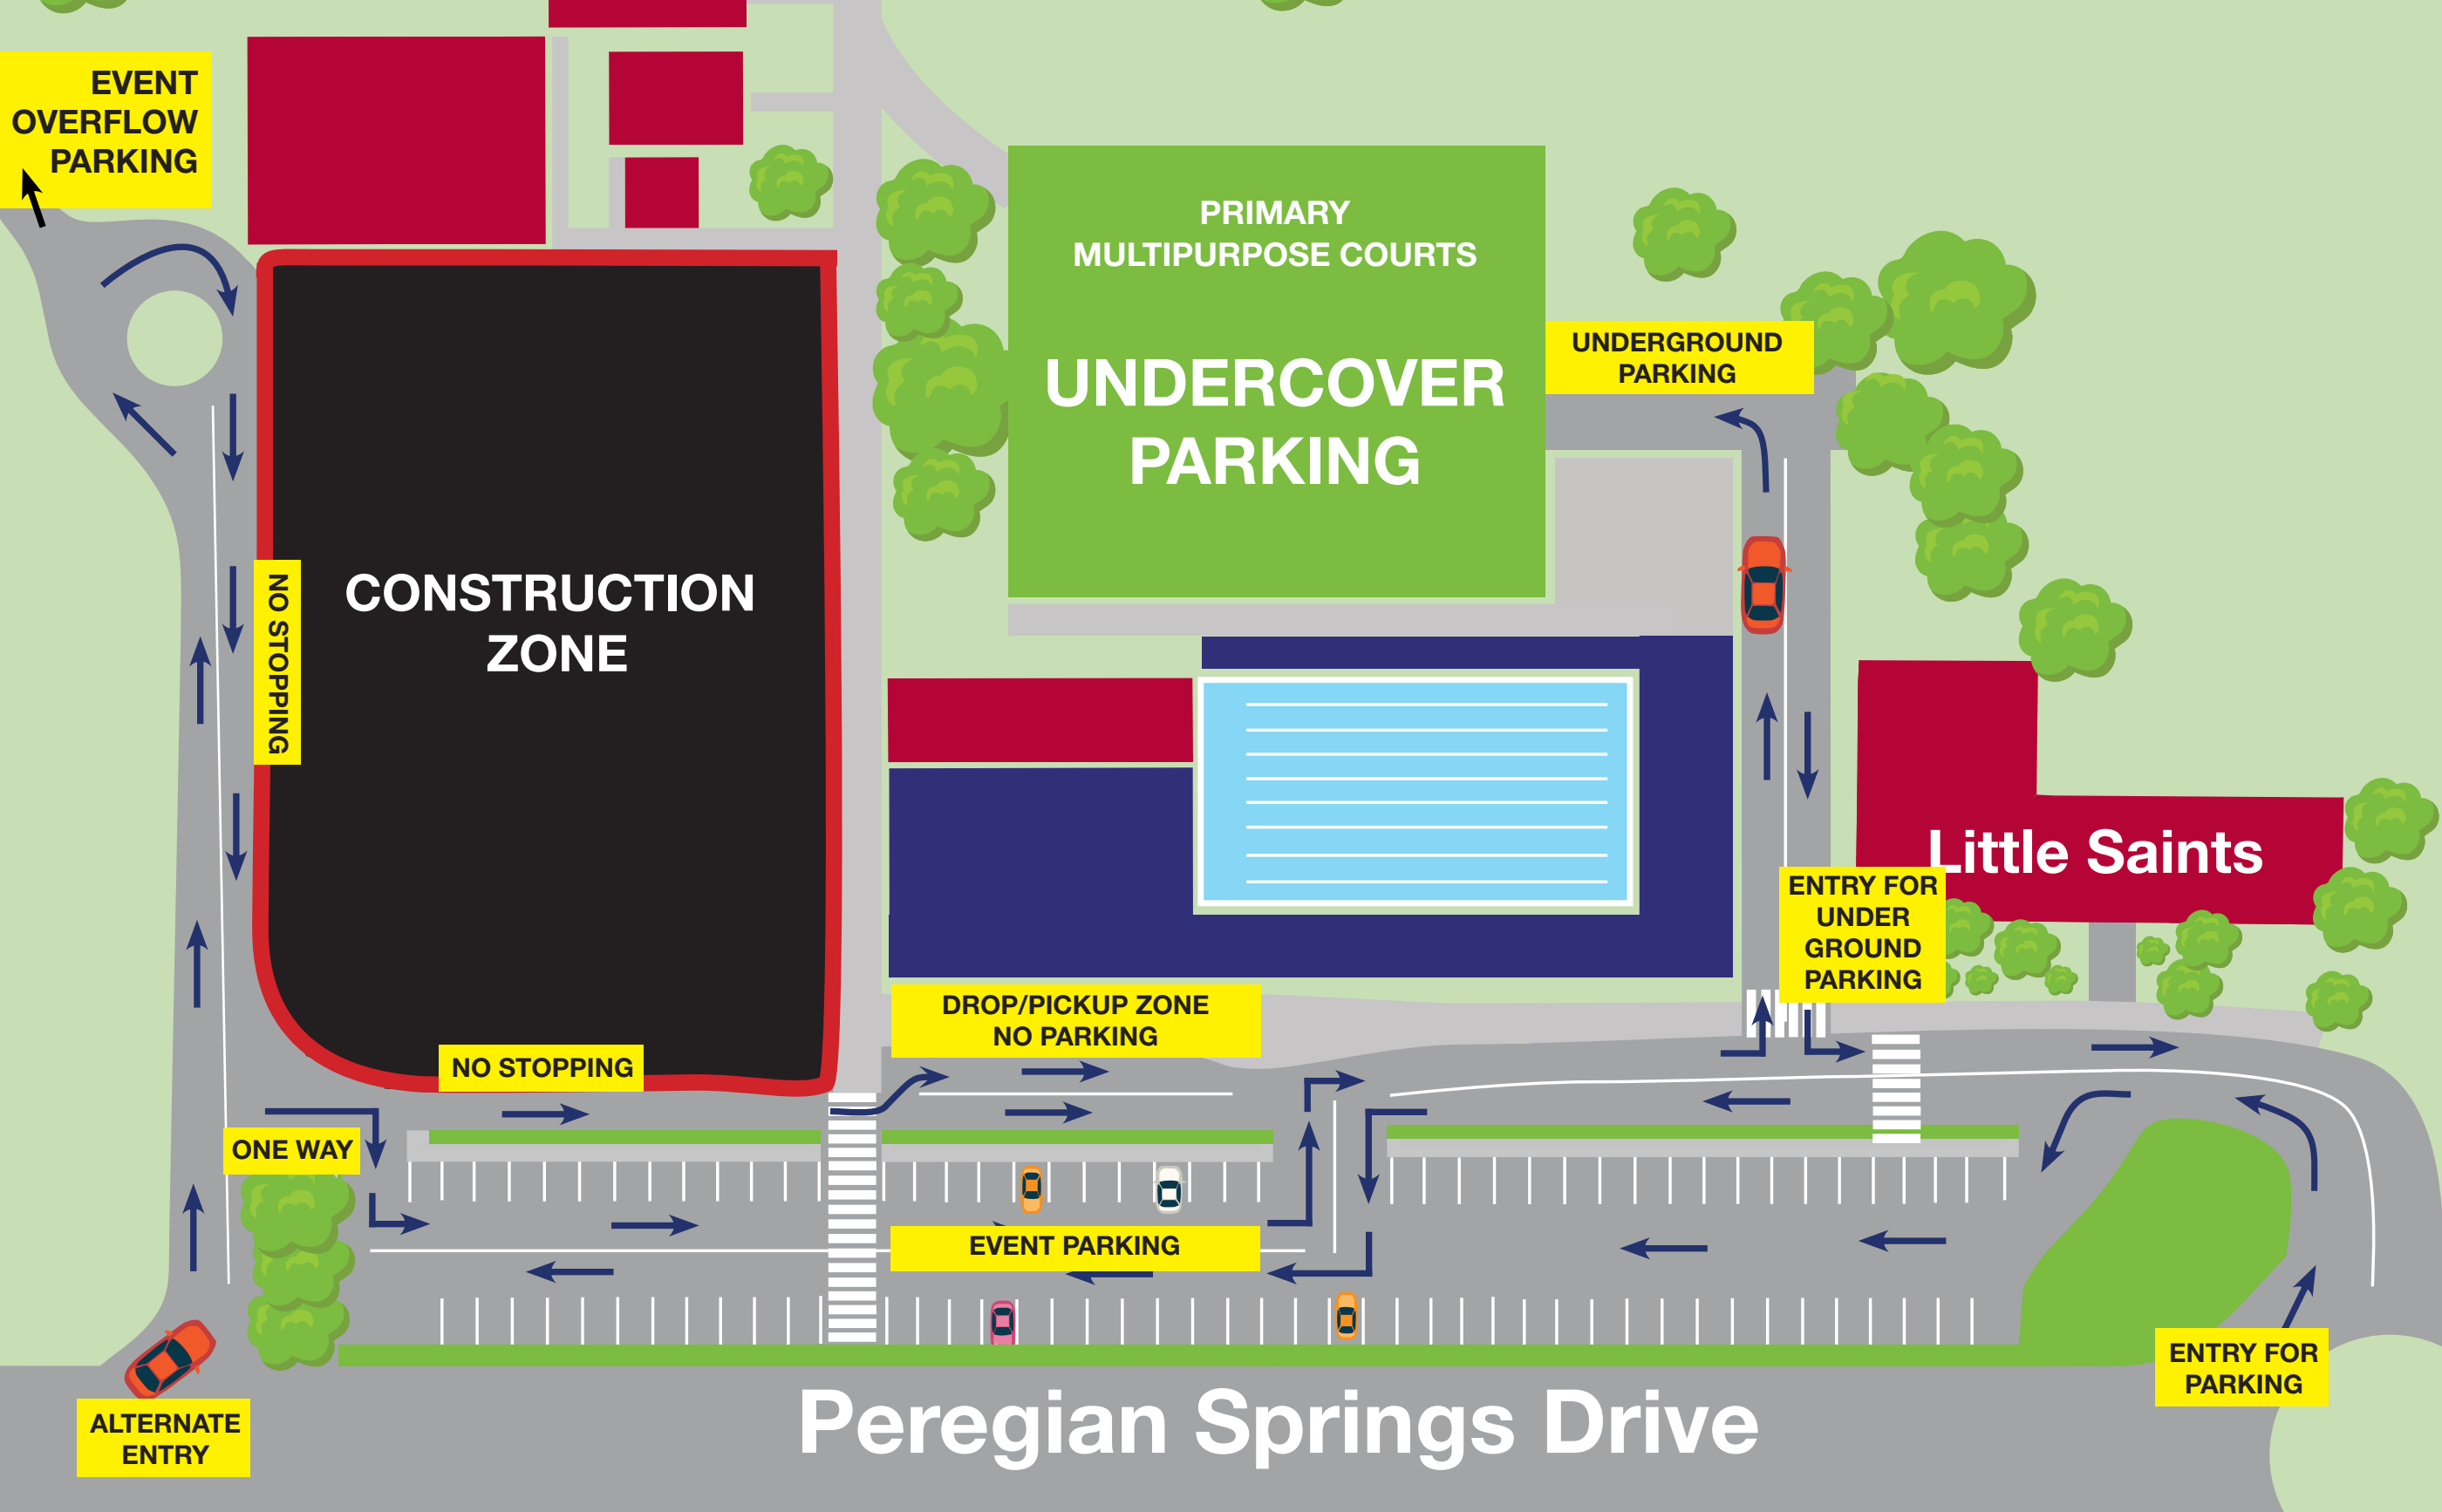 EVENT
OVERFLOW
PARKING
PRIMARY
MULTIPURPOSE COURTS
UNDERCOVER
PARKING
UNDERGROUND
PARKING
NO STOPPING
CONSTRUCTION
ZONE
Little Saints
ENTRY FOR
UNDER
GROUND
PARKING
DROP/PICKUP ZONE
NO PARKING
NO STOPPING
ONE WAY
EVENT PARKING
ENTRY FOR
PARKING
Peregian Springs Drive
ALTERNATE
ENTRY